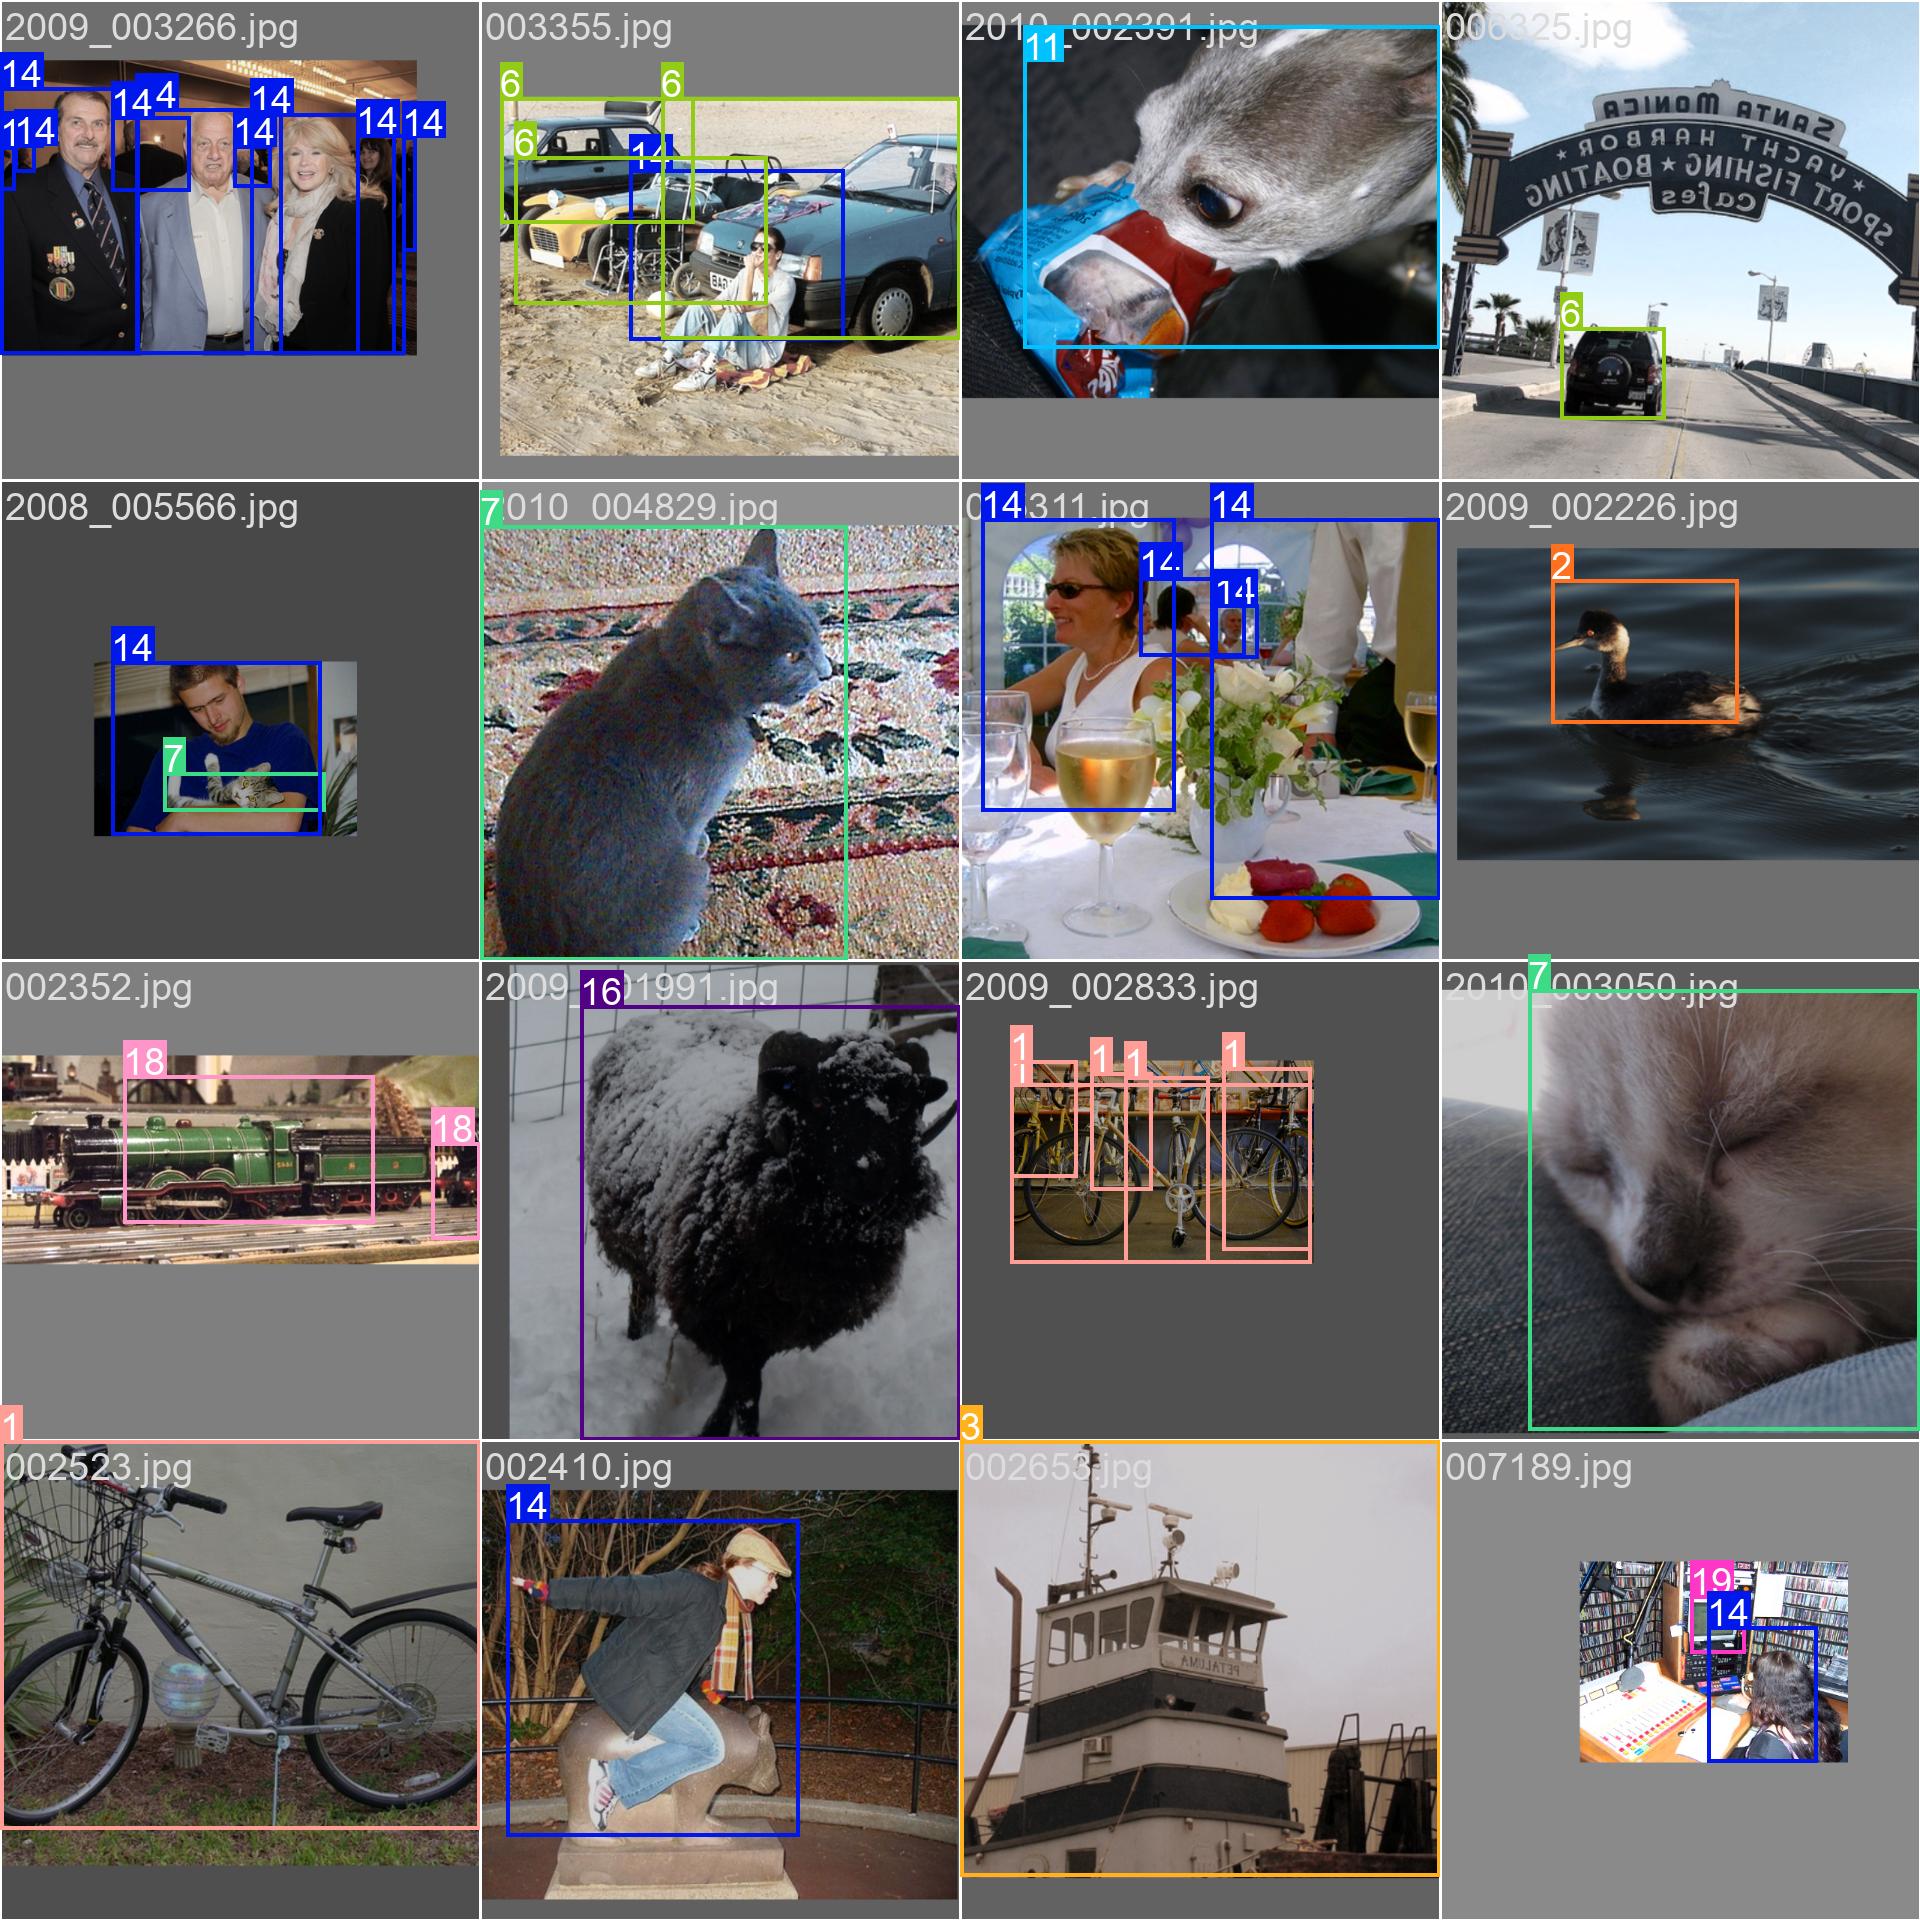 2009_003266.jpg
14
14
14
14
14
14
14
14
003355.jpg
6
6
6
14
2010_002391.jpg
11
006325.jpg
SANTA MONICA
★ YACHT HARBOR ★
SPORT FISHING ★ BOATING
Cafes
6
2008_005566.jpg
14
7
2010_004829.jpg
7
311.jpg
14
14
14
14
2009_002226.jpg
2
002352.jpg
18
18
2009_001991.jpg
16
2009_002833.jpg
1
1
1
1
1
2010_003050.jpg
7
002523.jpg
1
002410.jpg
14
002653.jpg
3
PETALUMA
007189.jpg
19
14